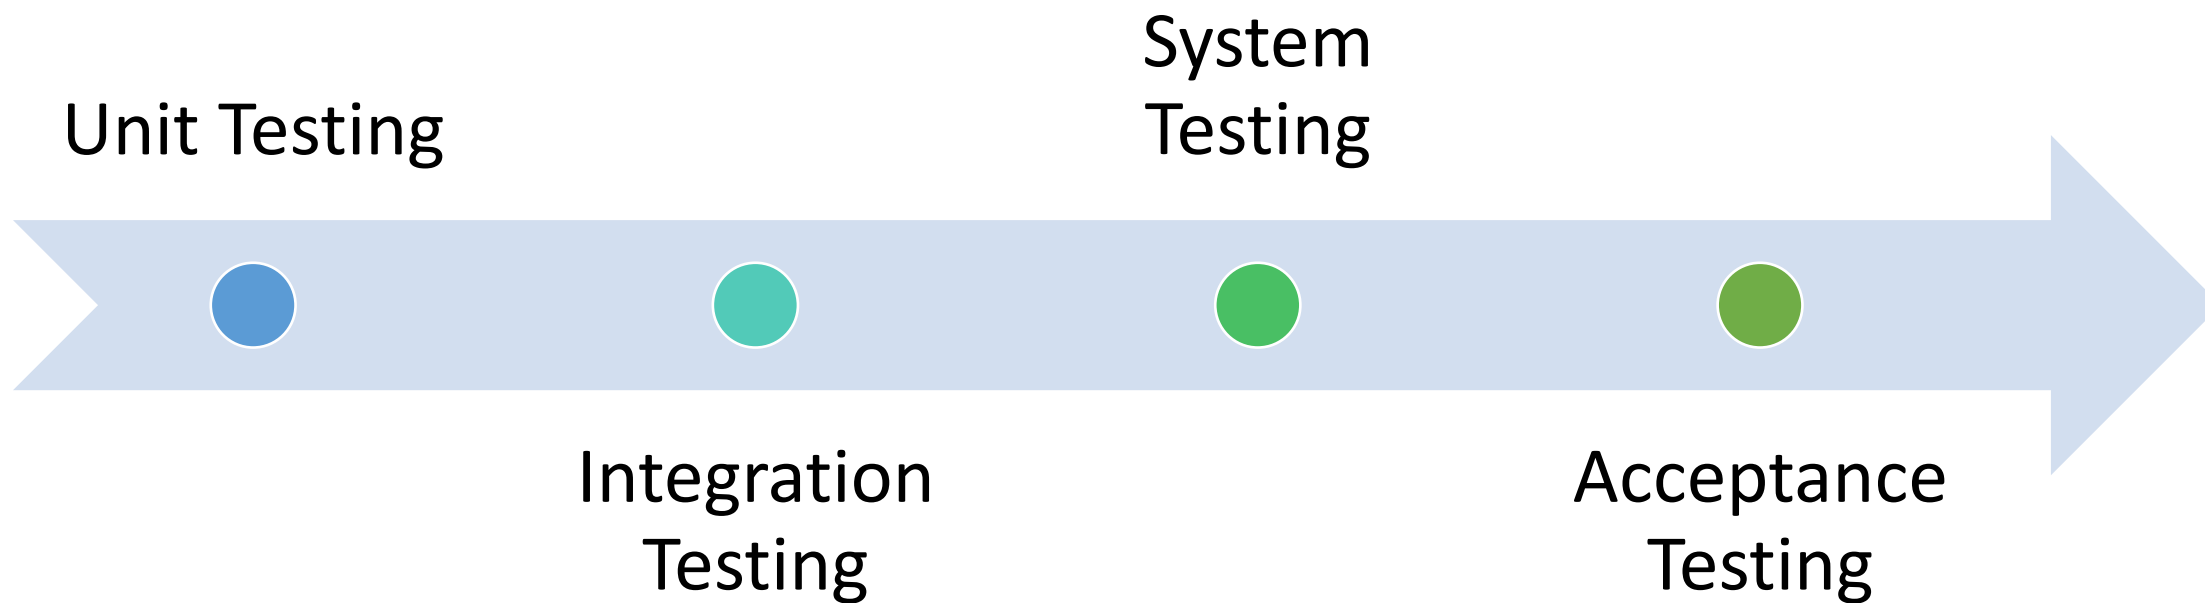 Unit Testing
Integration
Testing
System
Testing
Acceptance
Testing